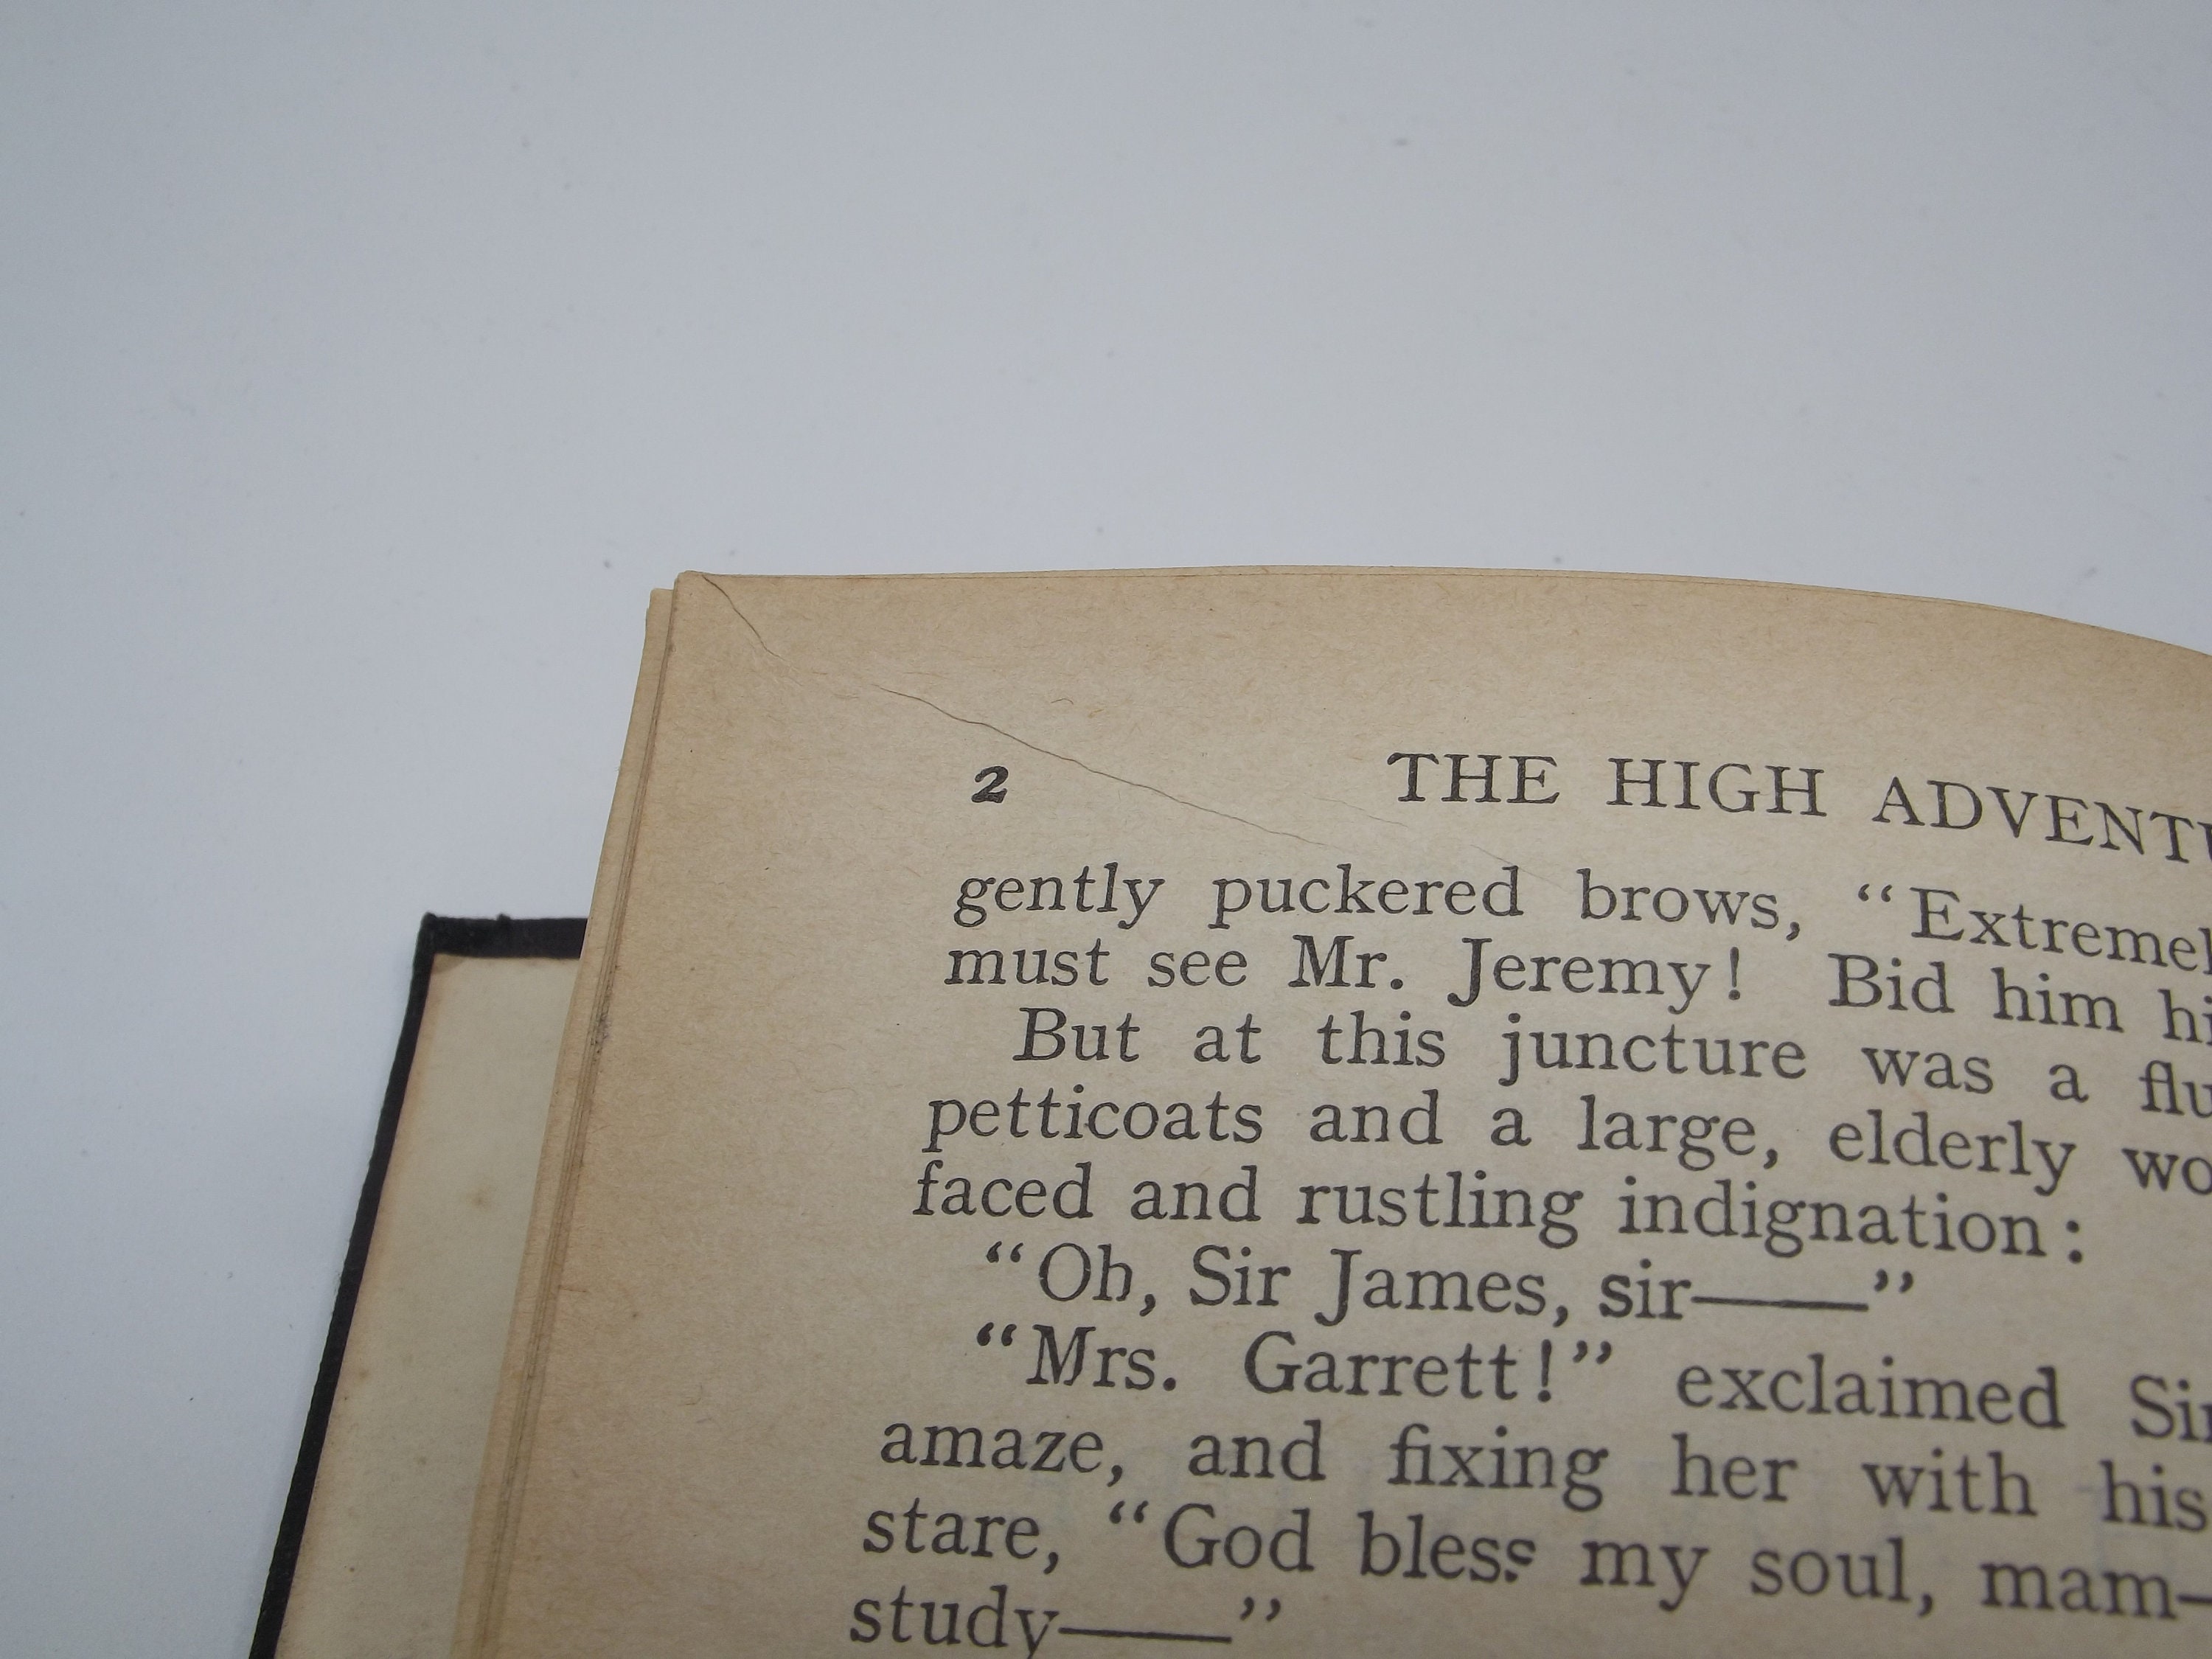 2 THE HIGH ADVENTU
gently puckered brows, “Extremel
must see Mr. Jeremy! Bid him hi
But at this juncture was a flu
petticoats and a large, elderly wo
faced and rustling indignation:
“Oh, Sir James, sir——”
“Mrs. Garrett!” exclaimed Sir
amaze, and fixing her with his
stare, “God bless my soul, mam—
study——”